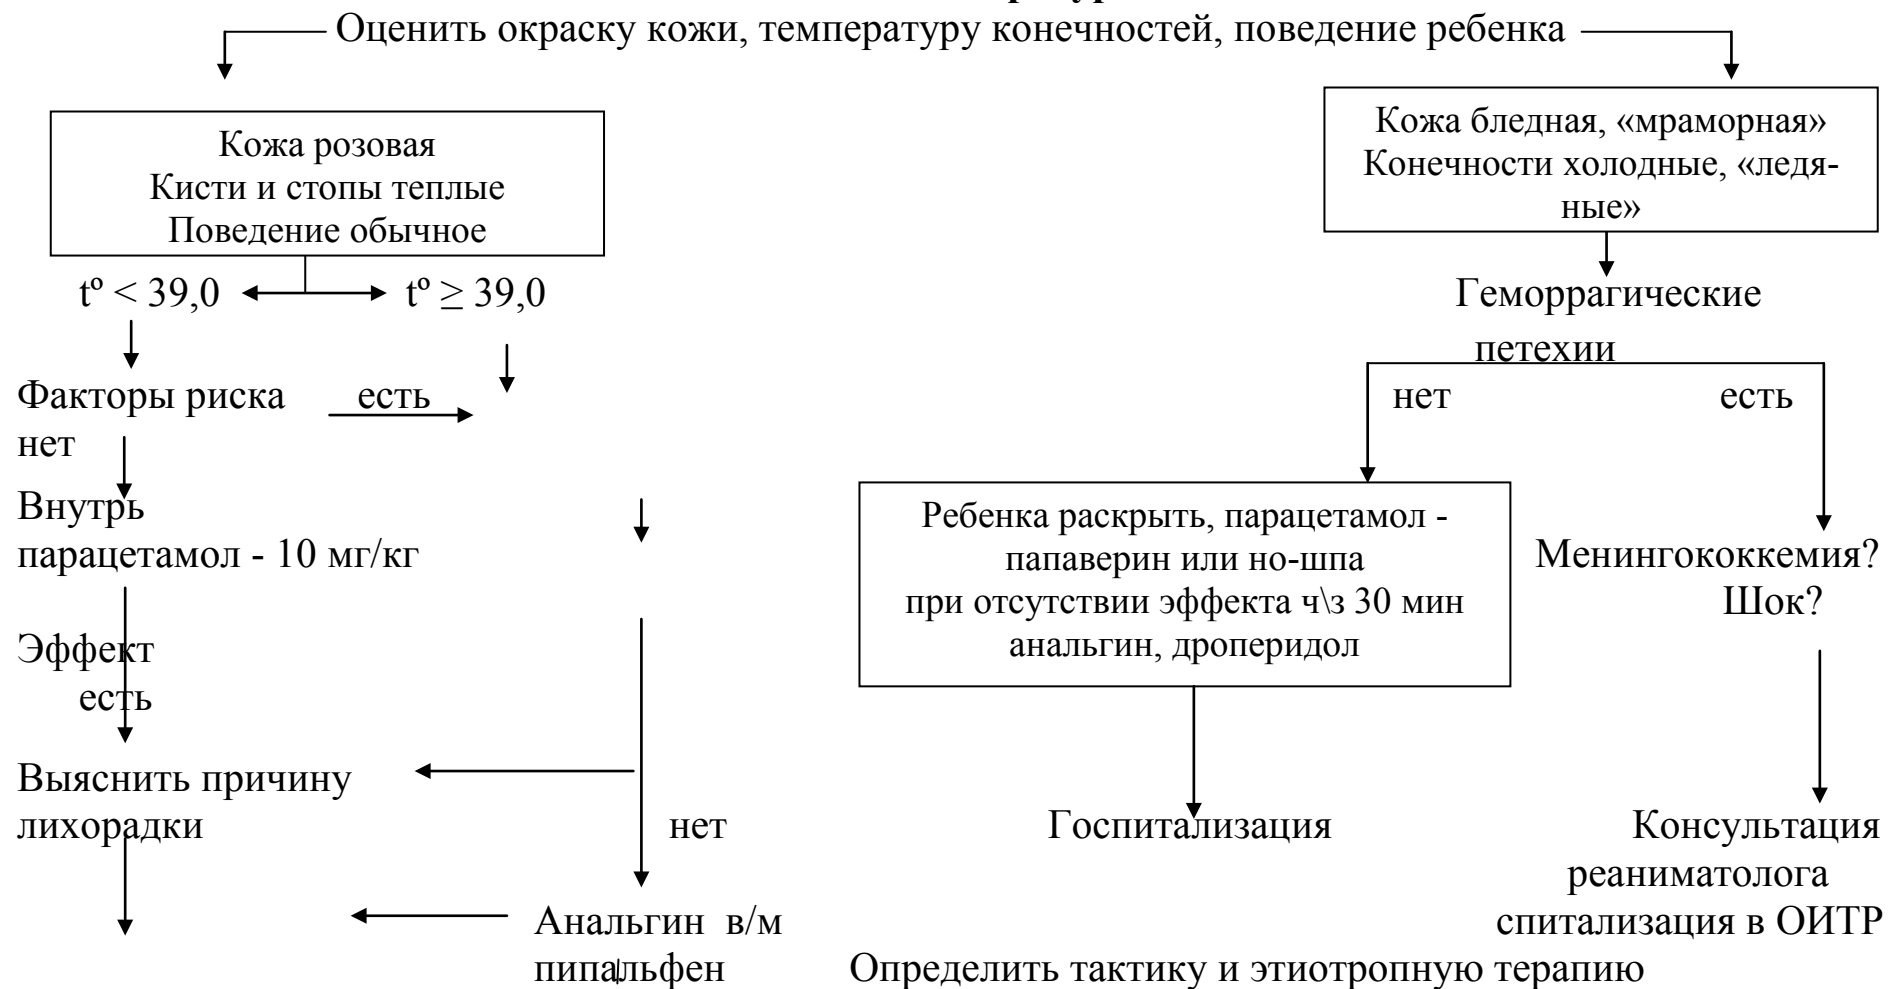 Оценить окраску кожи, температуру конечностей, поведение ребенка
Кожа розовая
Кисти и стопы теплые
Поведение обычное
Кожа бледная, «мраморная»
Конечности холодные, «ледя-
ные»
tº < 39,0
tº ≥ 39,0
Геморрагические
петехии
Факторы риска есть
нет
нет
есть
Внутрь
парацетамол - 10 мг/кг
Ребенка раскрыть, парацетамол -
папаверин или но-шпа
при отсутствии эффекта ч\з 30 мин
анальгин, дроперидол
Менингококкемия?
Шок?
Эффект
есть
Выяснить причину
лихорадки
нет
Госпитализация
Консультация
реаниматолога
спитализация в ОИТР
Анальгин в/м
пипальфен
Определить тактику и этиотропную терапию